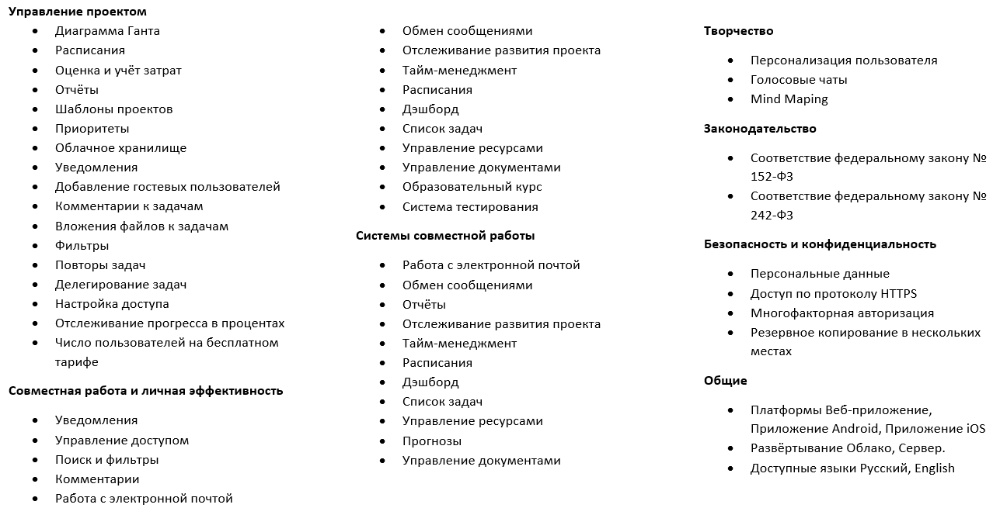 Управление проектом
• Диаграмма Ганта
• Расписания
• Оценка и учёт затрат
• Отчёты
• Шаблоны проектов
• Приоритеты
• Облачное хранилище
• Уведомления
• Добавление гостевых пользователей
• Комментарии к задачам
• Вложения файлов к задачам
• Фильтры
• Повторы задач
• Делегирование задач
• Настройка доступа
• Отслеживание прогресса в процентах
• Число пользователей на бесплатном
тарифе
Совместная работа и личная эффективность
• Уведомления
• Управление доступом
• Поиск и фильтры
• Комментарии
• Работа с электронной почтой
• Обмен сообщениями
• Отслеживание развития проекта
• Тайм-менеджмент
• Расписания
• Дэшборд
• Список задач
• Управление ресурсами
• Управление документами
• Образовательный курс
• Система тестирования
Системы совместной работы
• Работа с электронной почтой
• Обмен сообщениями
• Отчёты
• Отслеживание развития проекта
• Тайм-менеджмент
• Расписания
• Дэшборд
• Список задач
• Управление ресурсами
• Прогнозы
• Управление документами
Творчество
• Персонализация пользователя
• Голосовые чаты
• Mind Maping
Законодательство
• Соответствие федеральному закону №
152-ФЗ
• Соответствие федеральному закону №
242-ФЗ
Безопасность и конфиденциальность
• Персональные данные
• Доступ по протоколу HTTPS
• Многофакторная авторизация
• Резервное копирование в нескольких
местах
Общие
• Платформы Веб-приложение,
Приложение Android, Приложение iOS
• Развёртывание Облако, Сервер.
• Доступные языки Русский, English